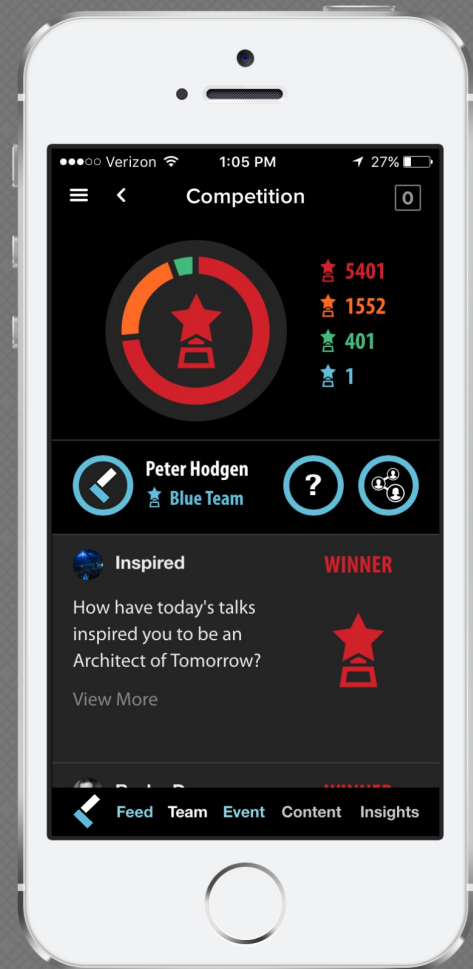 Verizon 1:05 PM 27%
Competition 0
5401
1552
401
1
Peter Hodgen
Blue Team
?
Inspired WINNER
How have today's talks
inspired you to be an
Architect of Tomorrow?
View More
WINNER
Feed Team Event Content Insights